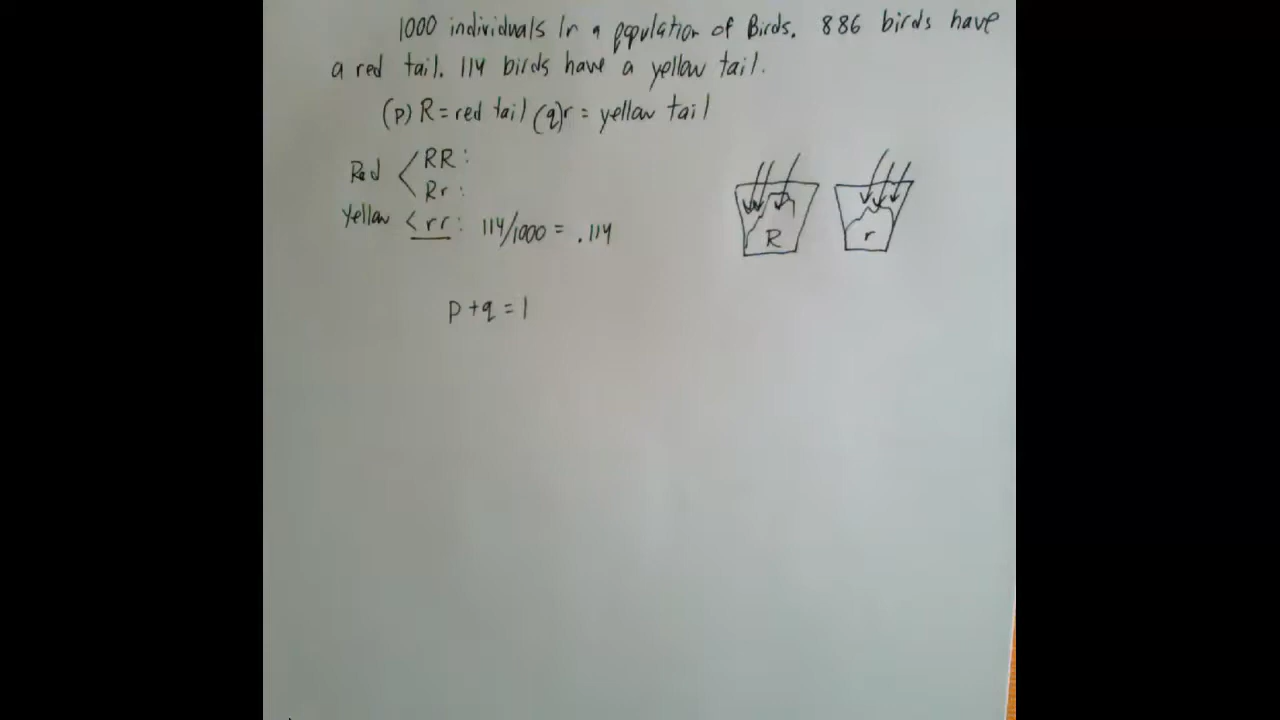 1000 individuals in a population of Birds. 886 birds have
a red tail. 114 birds have a yellow tail.
(p) R = red tail (q) r = yellow tail
Red < RR :
Rr :
Yellow < rr : 114/1000 = .114
R r
p + q = 1